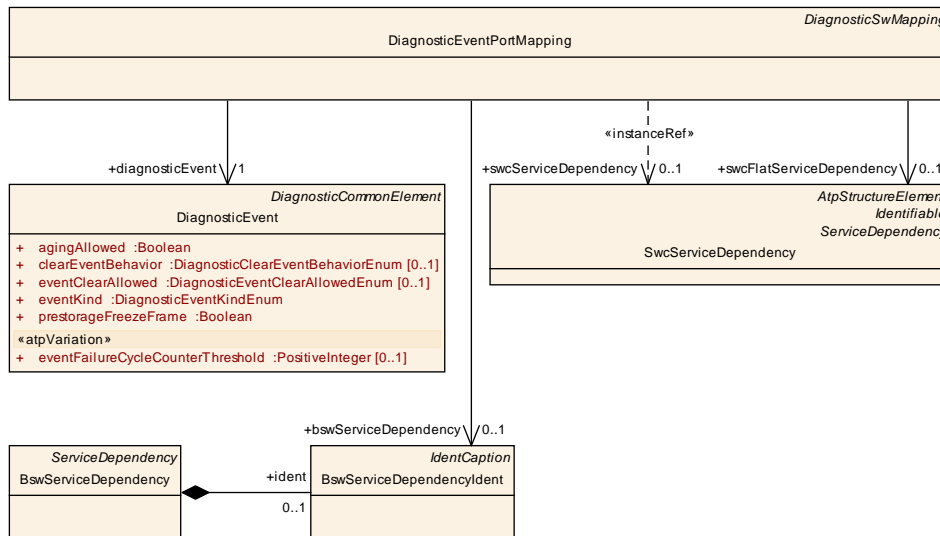 DiagnosticSwMapping
DiagnosticEventPortMapping
«instanceRef»
+diagnosticEvent 1
+swcServiceDependency 0..1
+swcFlatServiceDependency 0..1
DiagnosticCommonElement
DiagnosticEvent
+ agingAllowed :Boolean
+ clearEventBehavior :DiagnosticClearEventBehaviorEnum [0..1]
+ eventClearAllowed :DiagnosticEventClearAllowedEnum [0..1]
+ eventKind :DiagnosticEventKindEnum
+ prestorageFreezeFrame :Boolean
«atpVariation»
+ eventFailureCycleCounterThreshold :PositiveInteger [0..1]
AtpStructureElement
Identifiable
ServiceDependency
SwcServiceDependency
+bswServiceDependency 0..1
ServiceDependency
BswServiceDependency
+ident
0..1
IdentCaption
BswServiceDependencyIdent